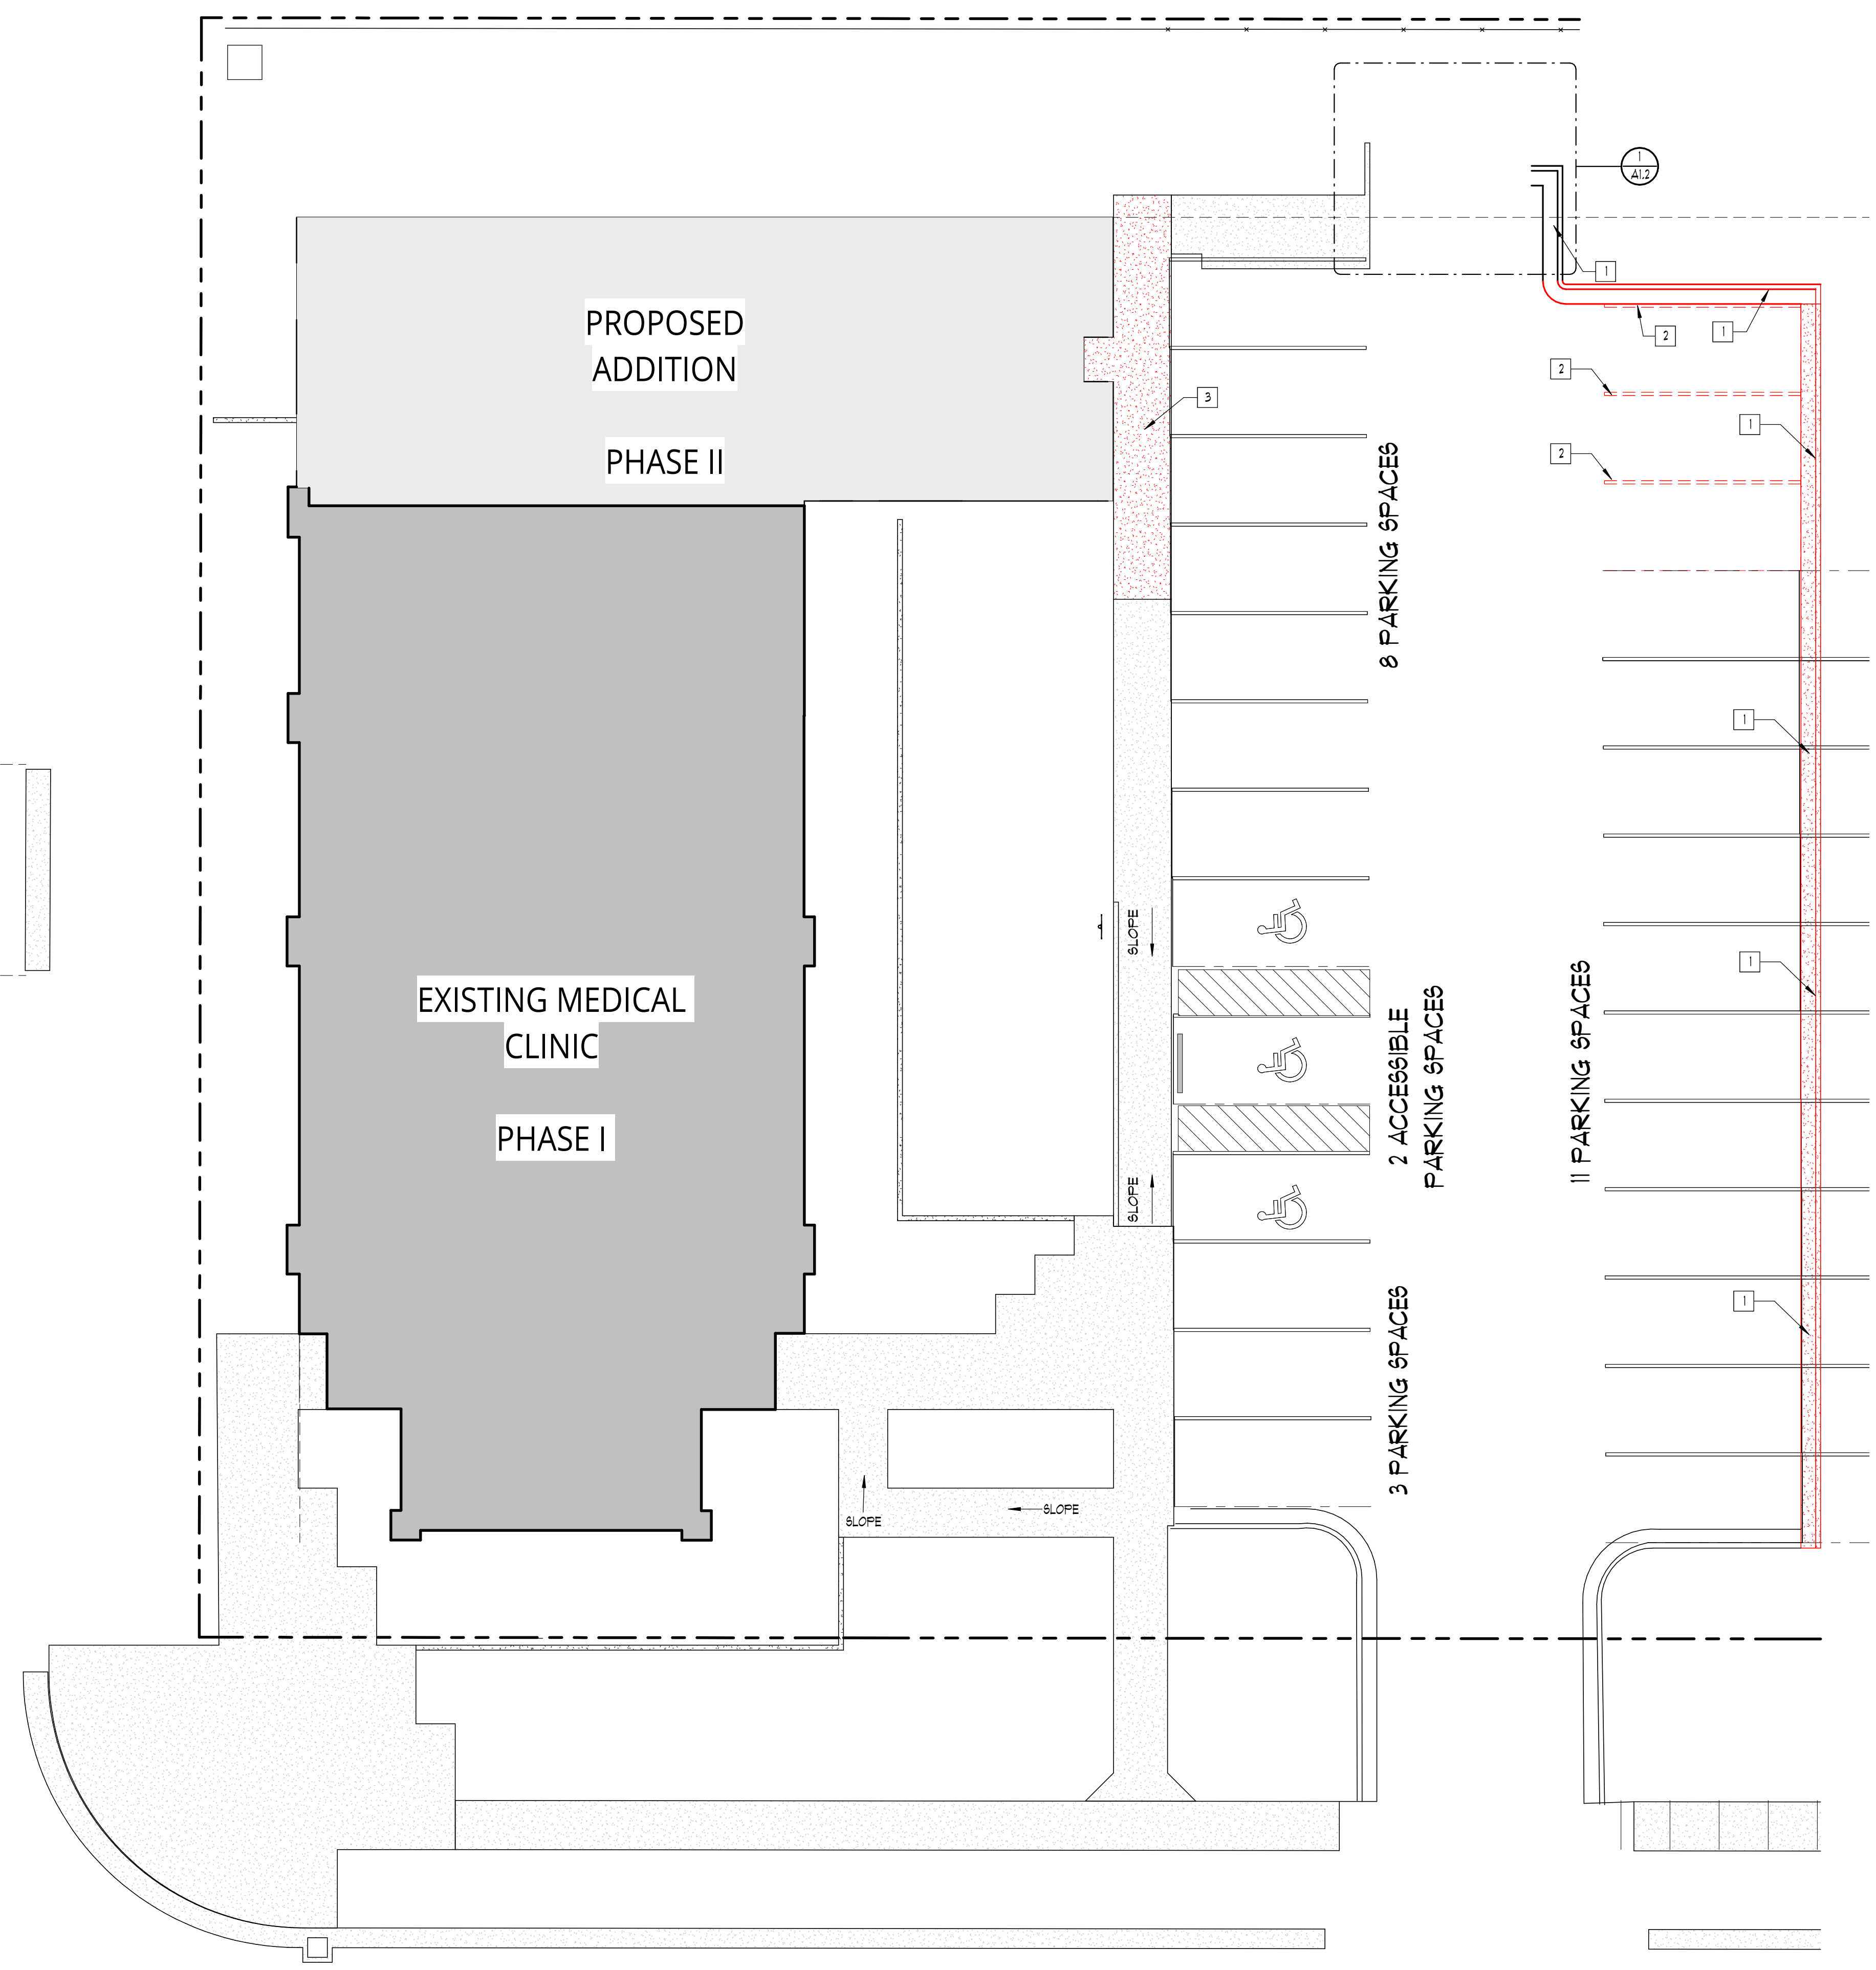 1
A1.2
1
PROPOSED
ADDITION
PHASE II
2
1
2
3
1
2
8 PARKING SPACES
1
SLOPE
EXISTING MEDICAL
CLINIC
PHASE I
2 ACCESSIBLE
PARKING SPACES
11 PARKING SPACES
1
SLOPE
3 PARKING SPACES
1
SLOPE
SLOPE